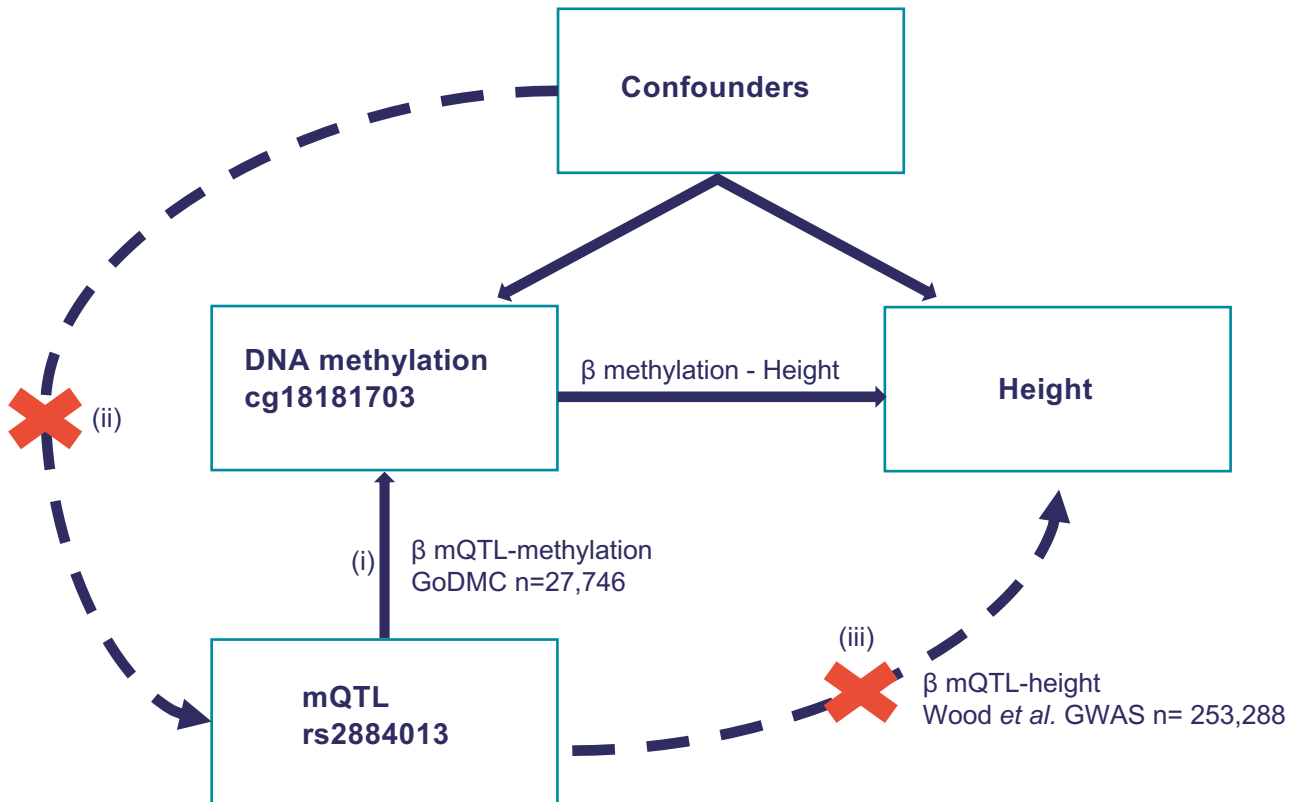 Confounders
(ii)
DNA methylation
cg18181703
β methylation - Height
Height
(i)
β mQTL-methylation
GoDMC n=27,746
mQTL
rs2884013
(iii)
β mQTL-height
Wood et al. GWAS n= 253,288